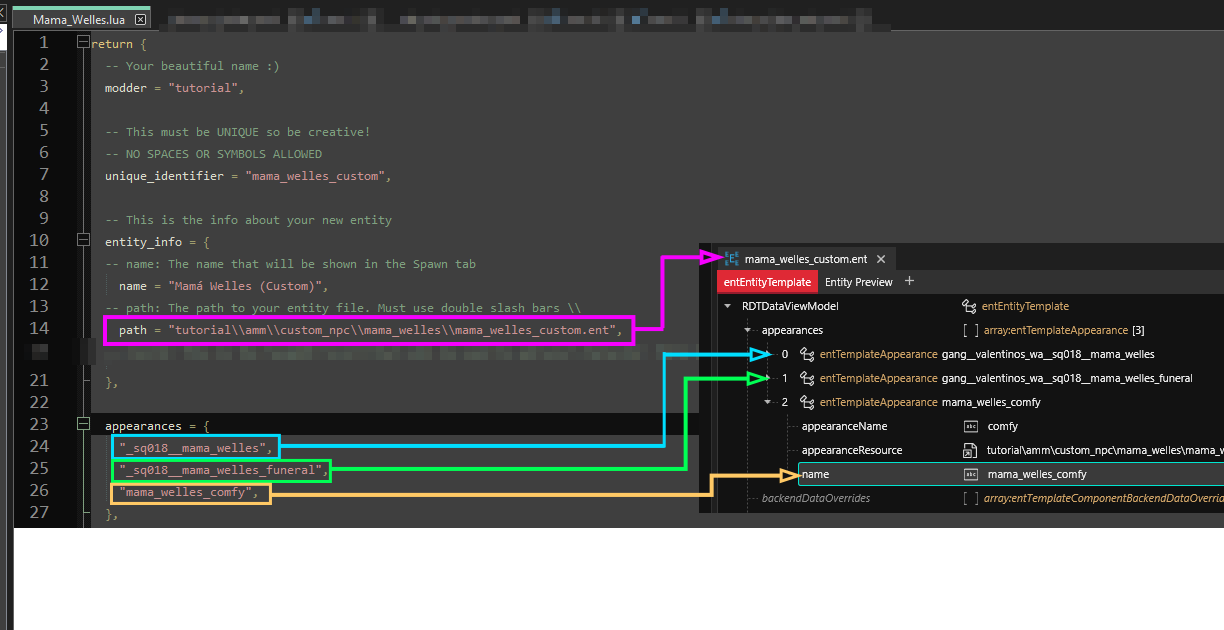 Mama_Welles.lua
1 return {
2 -- Your beautiful name :)
3 modder = "tutorial",
4
5 -- This must be UNIQUE so be creative!
6 -- NO SPACES OR SYMBOLS ALLOWED
7 unique_identifier = "mama_welles_custom",
8
9 -- This is the info about your new entity
10 entity_info = {
11 -- name: The name that will be shown in the Spawn tab
12 name = "Mamá Welles (Custom)",
13 -- path: The path to your entity file. Must use double slash bars \\
14 path = "tutorial\\amm\\custom_npc\\mama_welles\\mama_welles_custom.ent",
21 },
22
23 appearances = {
24 "_sq018__mama_welles",
25 "_sq018__mama_welles_funeral",
26 "mama_welles_comfy",
27 },
mama_welles_custom.ent
entEntityTemplate Entity Preview +
RDTDataViewModel entEntityTemplate
appearances [ ] array:entTemplateAppearance [3]
0 entTemplateAppearance gang__valentinos_wa__sq018__mama_welles
1 entTemplateAppearance gang__valentinos_wa__sq018__mama_welles_funeral
2 entTemplateAppearance mama_welles_comfy
appearanceName abc comfy
appearanceResource tutorial\amm\custom_npc\mama_welles\mama_w
name abc mama_welles_comfy
backendDataOverrides [ ] array:entTemplateComponentBackendDataOverri